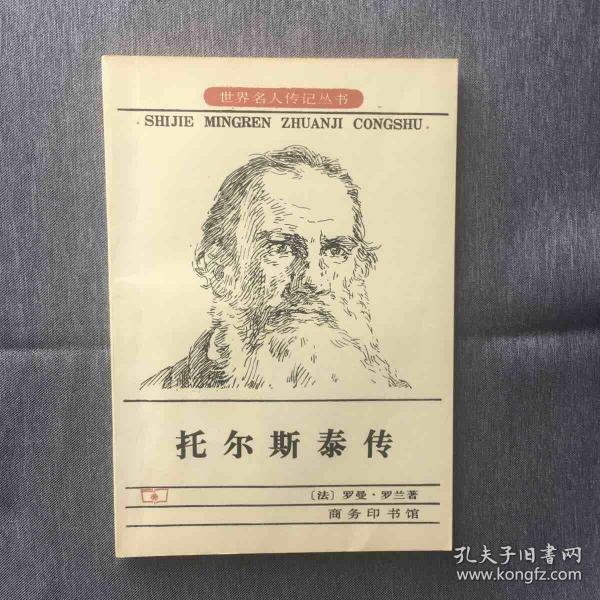 世界名人传记丛书
· SHIJIE MINGREN ZHUANJI CONGSHU ·
托尔斯泰传
〔法〕罗曼·罗兰著
商务印书馆
孔夫子旧书网
www.kongfz.com